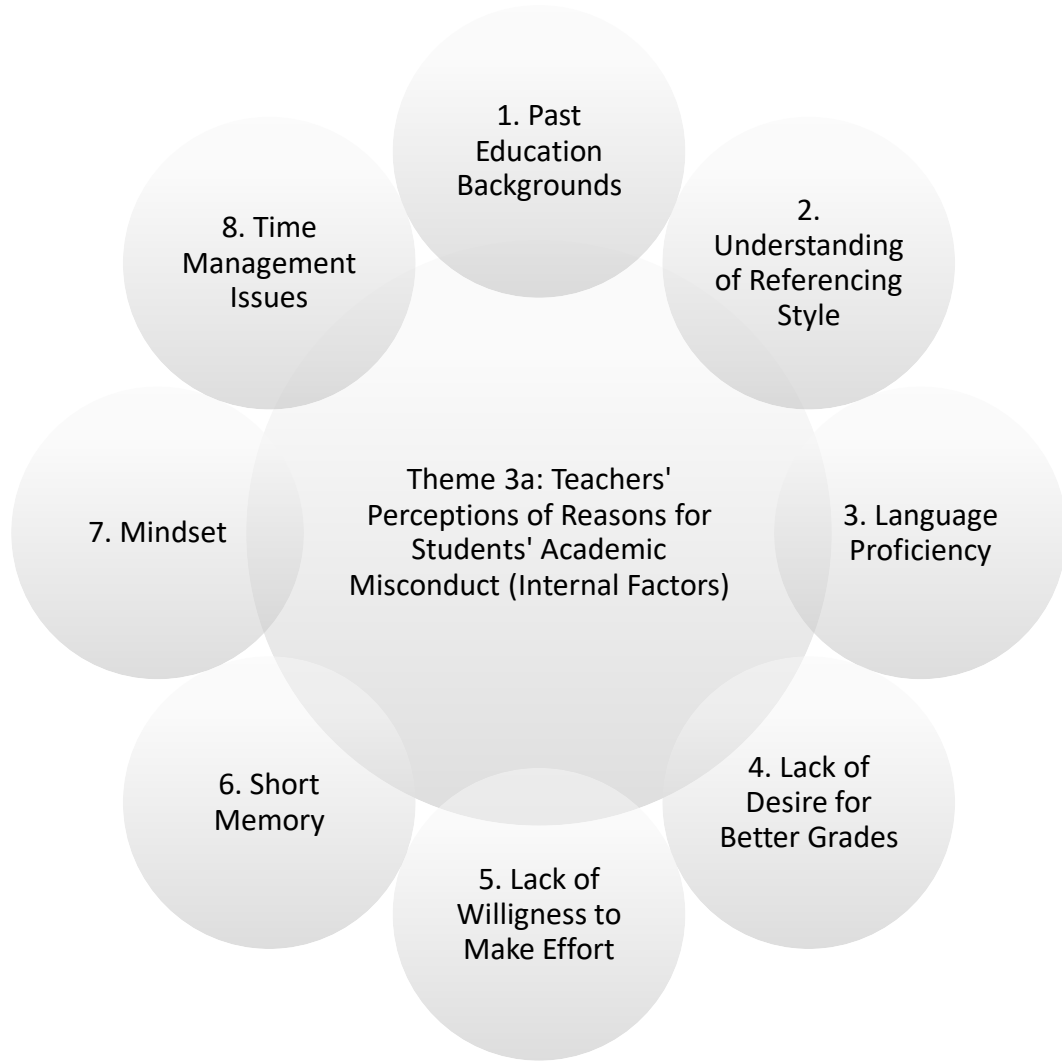 1. Past
Education
Backgrounds
2.
Understanding
of Referencing
Style
3. Language
Proficiency
4. Lack of
Desire for
Better Grades
5. Lack of
Willigness to
Make Effort
6. Short
Memory
7. Mindset
8. Time
Management
Issues
Theme 3a: Teachers'
Perceptions of Reasons for
Students' Academic
Misconduct (Internal Factors)